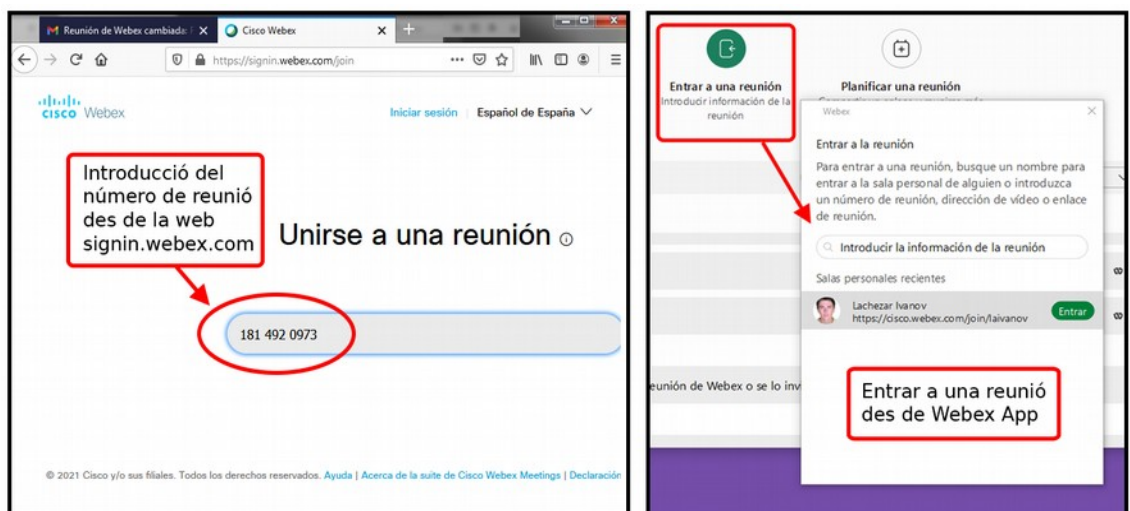 Reunión de Webex cambiada:
Cisco Webex
https://signin.webex.com/join
CISCO Webex
Iniciar sesión
Español de España
Introducció del
número de reunió
des de la web
signin.webex.com
Unirse a una reunión
181 492 0973
© 2021 Cisco y/o sus filiales. Todos los derechos reservados. Ayuda | Acerca de la suite de Cisco Webex Meetings | Declaración
Entrar a una reunión
Introducir información de la
reunión
Planificar una reunión
Webex
Entrar a la reunión
Para entrar a una reunión, busque un nombre para
entrar a la sala personal de alguien o introduzca
un número de reunión, dirección de vídeo o enlace
de reunión.
Introducir la información de la reunión
Salas personales recientes
Lachezar Ivanov
https://cisco.webex.com/join/laivanov
Entrar
eunión de Webex o se lo inv
Entrar a una reunió
des de Webex App